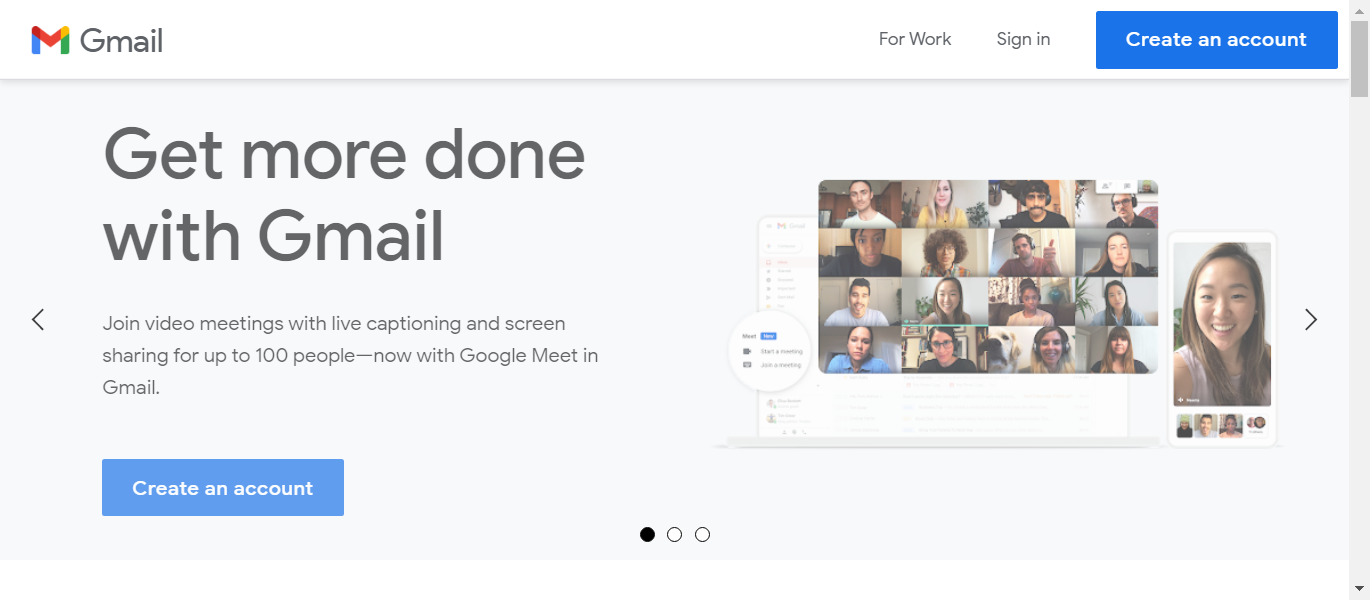 Gmail
For Work
Sign in
Create an account
Get more done
with Gmail
Join video meetings with live captioning and screen
sharing for up to 100 people—now with Google Meet in
Gmail.
Create an account
Gmail
Meet New
Start a meeting
Join a meeting